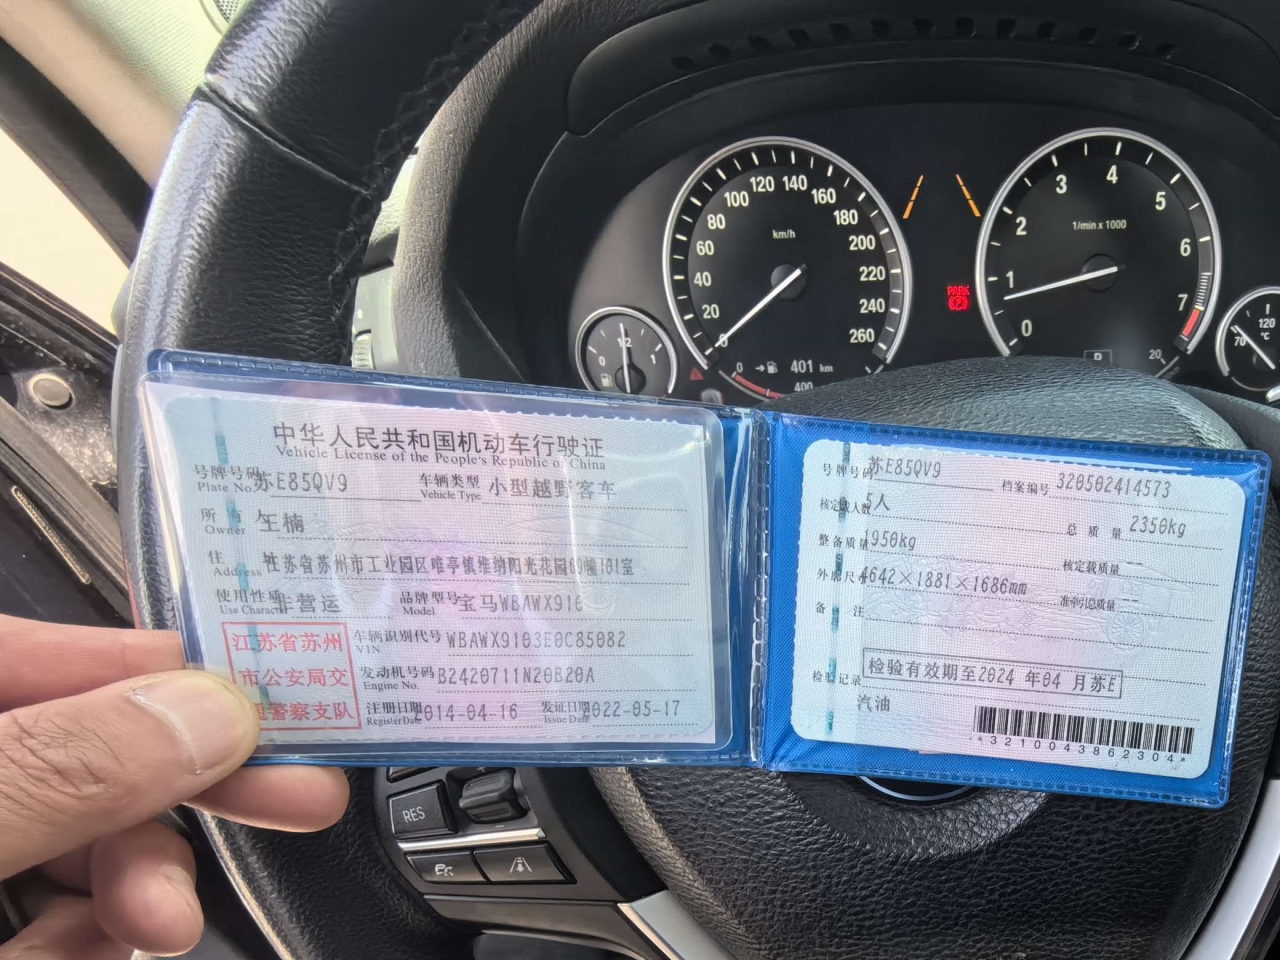 3
4
5
2
1/min x 1000
6
1
7
0
20
P
PARK
120
°C
70
100
120
140
160
80
180
60
km/h
200
40
220
20
240
0
260
0
1/2
1
0
401 km
400
中华人民共和国机动车行驶证
Vehicle License of the People's Republic of China
号牌号码 苏E85QV9 车辆类型 小型越野客车
Plate No. Vehicle Type
所有人 王楠
Owner
住址 江苏省苏州市工业园区唯亭镇维纳阳光花园 幢101室
Address
使用性质 非营运 品牌型号 宝马WBAWX910
Use Character Model
江苏省苏州
市公安局交
通警察支队
车辆识别代号 WBAWX9103E0C85082
VIN
发动机号码 B2420711N20B20A
Engine No.
注册日期 014-04-16 发证日期 022-05-17
Register Date Issue Date
号牌号码 苏E85QV9 档案编号 320502414573
核定载人数 5人 总质量 2350kg
整备质量 1950kg 核定载质量 --
外廓尺寸 4642×1881×1686mm 准牵引总质量 --
备注
检验记录 检验有效期至2024年04月苏E
汽油
*3210043862304*
RES